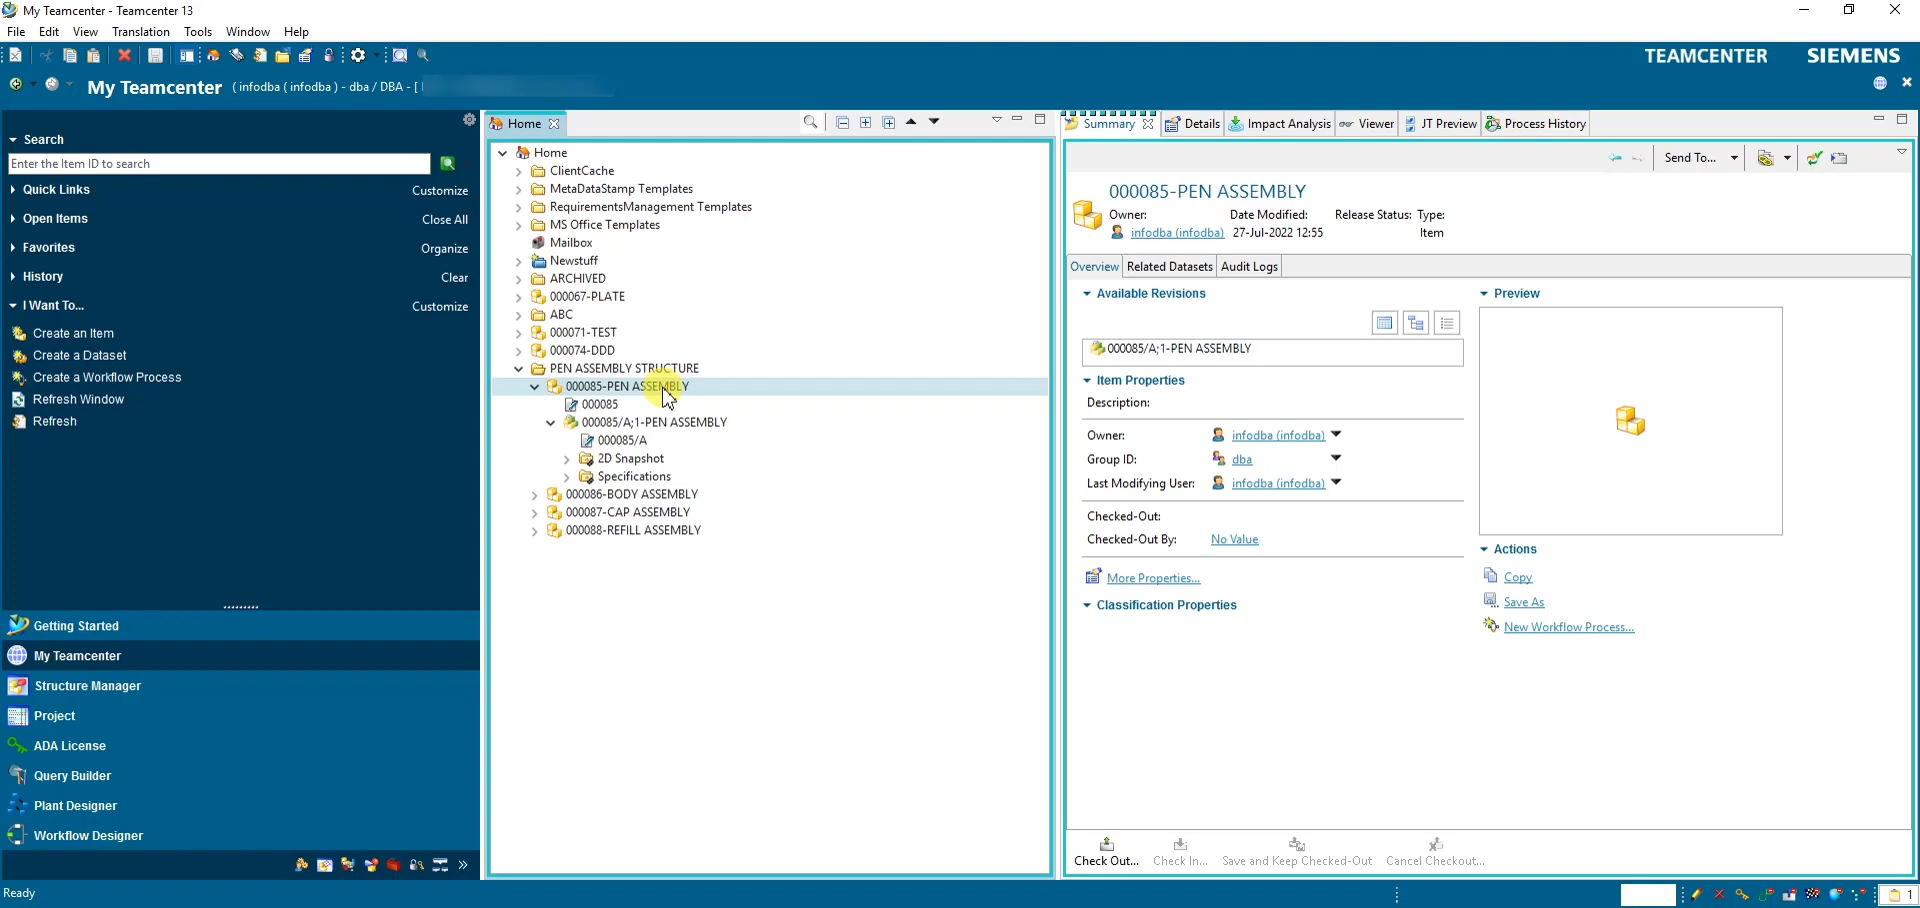 My Teamcenter - Teamcenter 13
File Edit View Translation Tools Window Help
TEAMCENTER SIEMENS
My Teamcenter ( infodba ( infodba ) - dba / DBA - [
Search
Enter the Item ID to search
Quick Links Customize
Open Items Close All
Favorites Organize
History Clear
I Want To... Customize
Create an Item
Create a Dataset
Create a Workflow Process
Refresh Window
Refresh
Getting Started
My Teamcenter
Structure Manager
Project
ADA License
Query Builder
Plant Designer
Workflow Designer
Ready
Home
Home
ClientCache
MetaDataStamp Templates
RequirementsManagement Templates
MS Office Templates
Mailbox
Newstuff
ARCHIVED
000067-PLATE
ABC
000071-TEST
000074-DDD
PEN ASSEMBLY STRUCTURE
000085-PEN ASSEMBLY
000085
000085/A;1-PEN ASSEMBLY
000085/A
2D Snapshot
Specifications
000086-BODY ASSEMBLY
000087-CAP ASSEMBLY
000088-REFILL ASSEMBLY
Summary Details Impact Analysis Viewer JT Preview Process History
Send To...
000085-PEN ASSEMBLY
Owner: Date Modified: Release Status: Type:
infodba (infodba) 27-Jul-2022 12:55 Item
Overview Related Datasets Audit Logs
Available Revisions
000085/A;1-PEN ASSEMBLY
Item Properties
Description:
Owner: infodba (infodba)
Group ID: dba
Last Modifying User: infodba (infodba)
Checked-Out:
Checked-Out By: No Value
More Properties...
Classification Properties
Preview
Actions
Copy
Save As
New Workflow Process...
Check Out... Check In... Save and Keep Checked-Out Cancel Checkout...
1